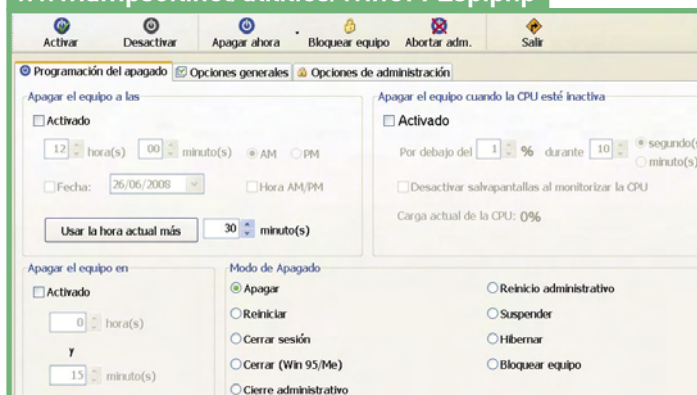 Activar Desactivar Apagar ahora Bloquear equipo Abortar adm. Salir
Programación del apagado Opciones generales Opciones de administración
Apagar el equipo a las
Activado
12 hora(s) 00 minuto(s) AM PM
Fecha: 26/06/2008 Hora AM/PM
Usar la hora actual más 30 minuto(s)
Apagar el equipo cuando la CPU esté inactiva
Activado
Por debajo del 1 % durante 10 segundo(s
minuto(s)
Desactivar salvapantallas al monitorizar la CPU
Carga actual de la CPU: 0%
Apagar el equipo en
Activado
0 hora(s)
y
15 minuto(s)
Modo de Apagado
Apagar
Reiniciar
Cerrar sesión
Cerrar (Win 95/Me)
Cierre administrativo
Reinicio administrativo
Suspender
Hibernar
Bloquear equipo